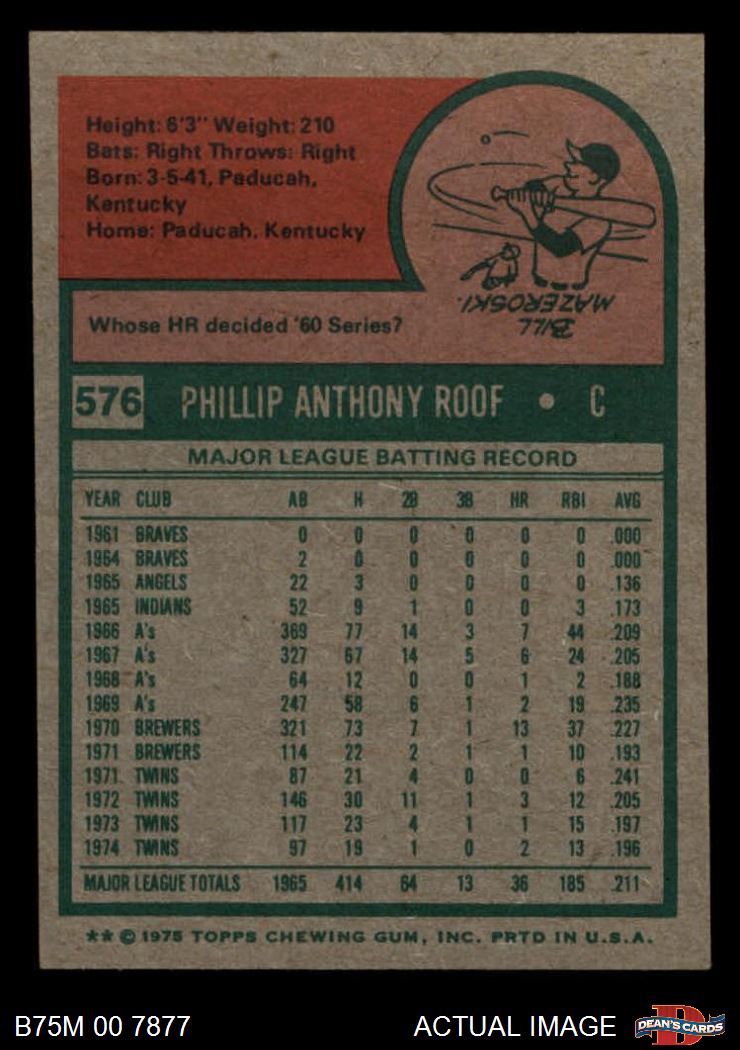 Height: 6'3" Weight: 210
Bats: Right Throws: Right
Born: 3-5-41, Paducah,
Kentucky
Home: Paducah, Kentucky
BILL
MAZEROSKI.
Whose HR decided '60 Series?
576 PHILLIP ANTHONY ROOF • C
MAJOR LEAGUE BATTING RECORD
YEAR CLUB AB H 2B 3B HR RBI AVG
1961 BRAVES 0 0 0 0 0 0 .000
1964 BRAVES 2 0 0 0 0 0 .000
1965 ANGELS 22 3 0 0 0 0 .136
1965 INDIANS 52 9 1 0 0 3 .173
1966 A's 369 77 14 3 7 44 .209
1967 A's 327 67 14 5 6 24 .205
1968 A's 64 12 0 0 1 2 .188
1969 A's 247 58 6 1 2 19 .235
1970 BREWERS 321 73 7 1 13 37 .227
1971 BREWERS 114 22 2 1 1 10 .193
1971 TWINS 87 21 4 0 0 6 .241
1972 TWINS 146 30 11 1 3 12 .205
1973 TWINS 117 23 4 1 1 15 .197
1974 TWINS 97 19 1 0 2 13 .196
MAJOR LEAGUE TOTALS 1965 414 64 13 36 185 .211
** © 1975 TOPPS CHEWING GUM, INC. PRTD IN U.S.A.
B75M 00 7877 ACTUAL IMAGE DEAN'S CARDS